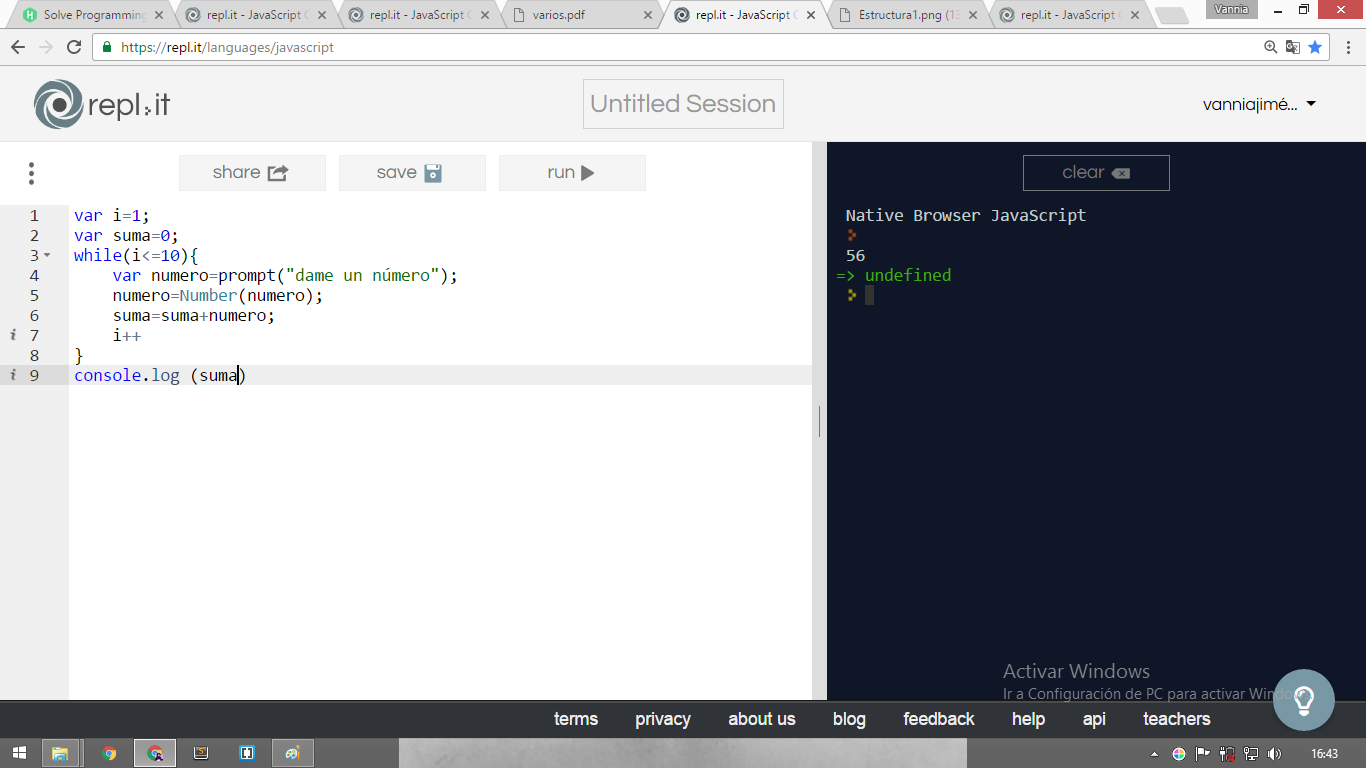 Solve Programming
repl.it - JavaScript C
repl.it - JavaScript C
varios.pdf
repl.it - JavaScript C
Estructura1.png (13
repl.it - JavaScript C
Vannia
https://repl.it/languages/javascript
repl.it
Untitled Session
vanniajimé...
share
save
run
clear
1 var i=1;
2 var suma=0;
3 while(i<=10){
4 var numero=prompt("dame un número");
5 numero=Number(numero);
6 suma=suma+numero;
i 7 i++
8 }
i 9 console.log (suma)
Native Browser JavaScript
56
=> undefined
Activar Windows
Ir a Configuración de PC para activar Windows
terms privacy about us blog feedback help api teachers
16:43